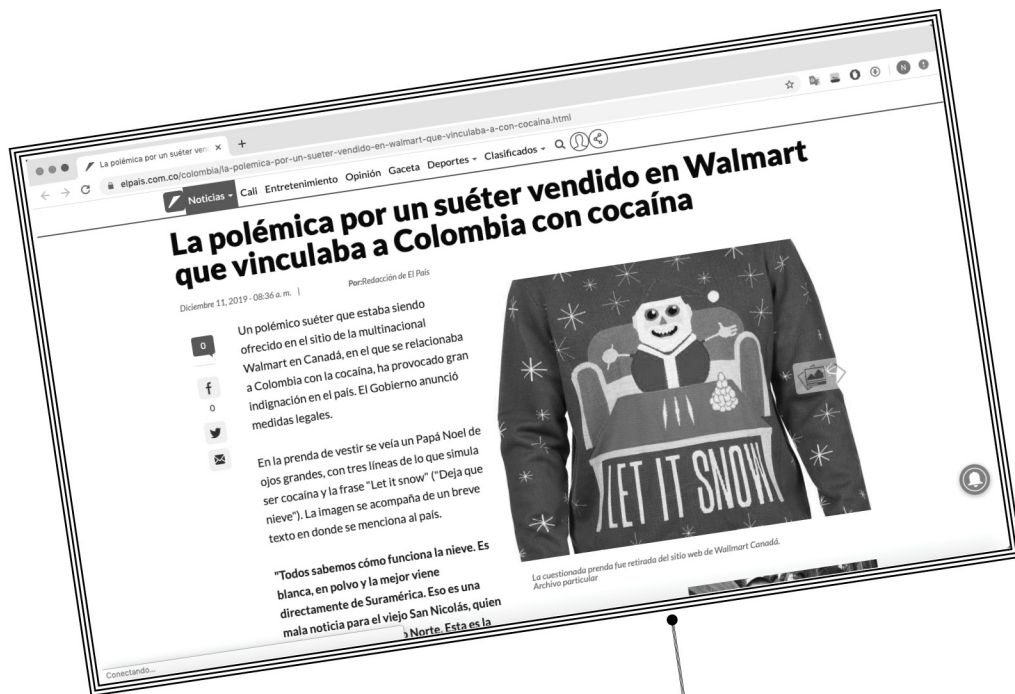 La polémica por un suéter ven
elpais.com.co/colombia/la-polemica-por-un-sueter-vendido-en-walmart-que-vinculaba-a-con-cocaina.html
N
Noticias Cali Entretenimiento Opinión Gaceta Deportes Clasificados
La polémica por un suéter vendido en Walmart
que vinculaba a Colombia con cocaína
Diciembre 11, 2019 - 08:36 a. m. |
Por:Redacción de El País
0
f
0
Un polémico suéter que estaba siendo
ofrecido en el sitio de la multinacional
Walmart en Canadá, en el que se relacionaba
a Colombia con la cocaína, ha provocado gran
indignación en el país. El Gobierno anunció
medidas legales.
En la prenda de vestir se veía un Papá Noel de
ojos grandes, con tres líneas de lo que simula
ser cocaína y la frase "Let it snow" ("Deja que
nieve"). La imagen se acompaña de un breve
texto en donde se menciona al país.
"Todos sabemos cómo funciona la nieve. Es
blanca, en polvo y la mejor viene
directamente de Suramérica. Eso es una
mala noticia para el viejo San Nicolás, quien
Norte. Esta es la
LET IT SNOW
La cuestionada prenda fue retirada del sitio web de Wallmart Canadá.
Archivo particular
Conectando...